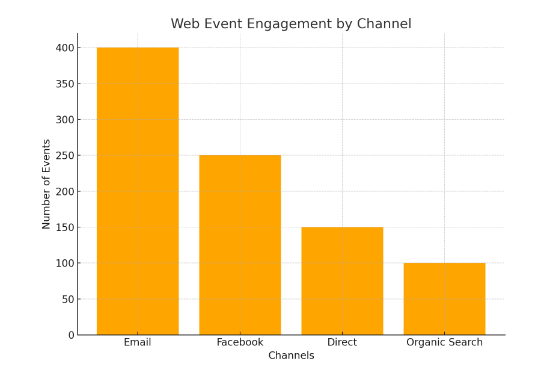 Web Event Engagement by Channel
400
350
300
250
200
150
100
50
0
Number of Events
Email
Facebook
Direct
Organic Search
Channels